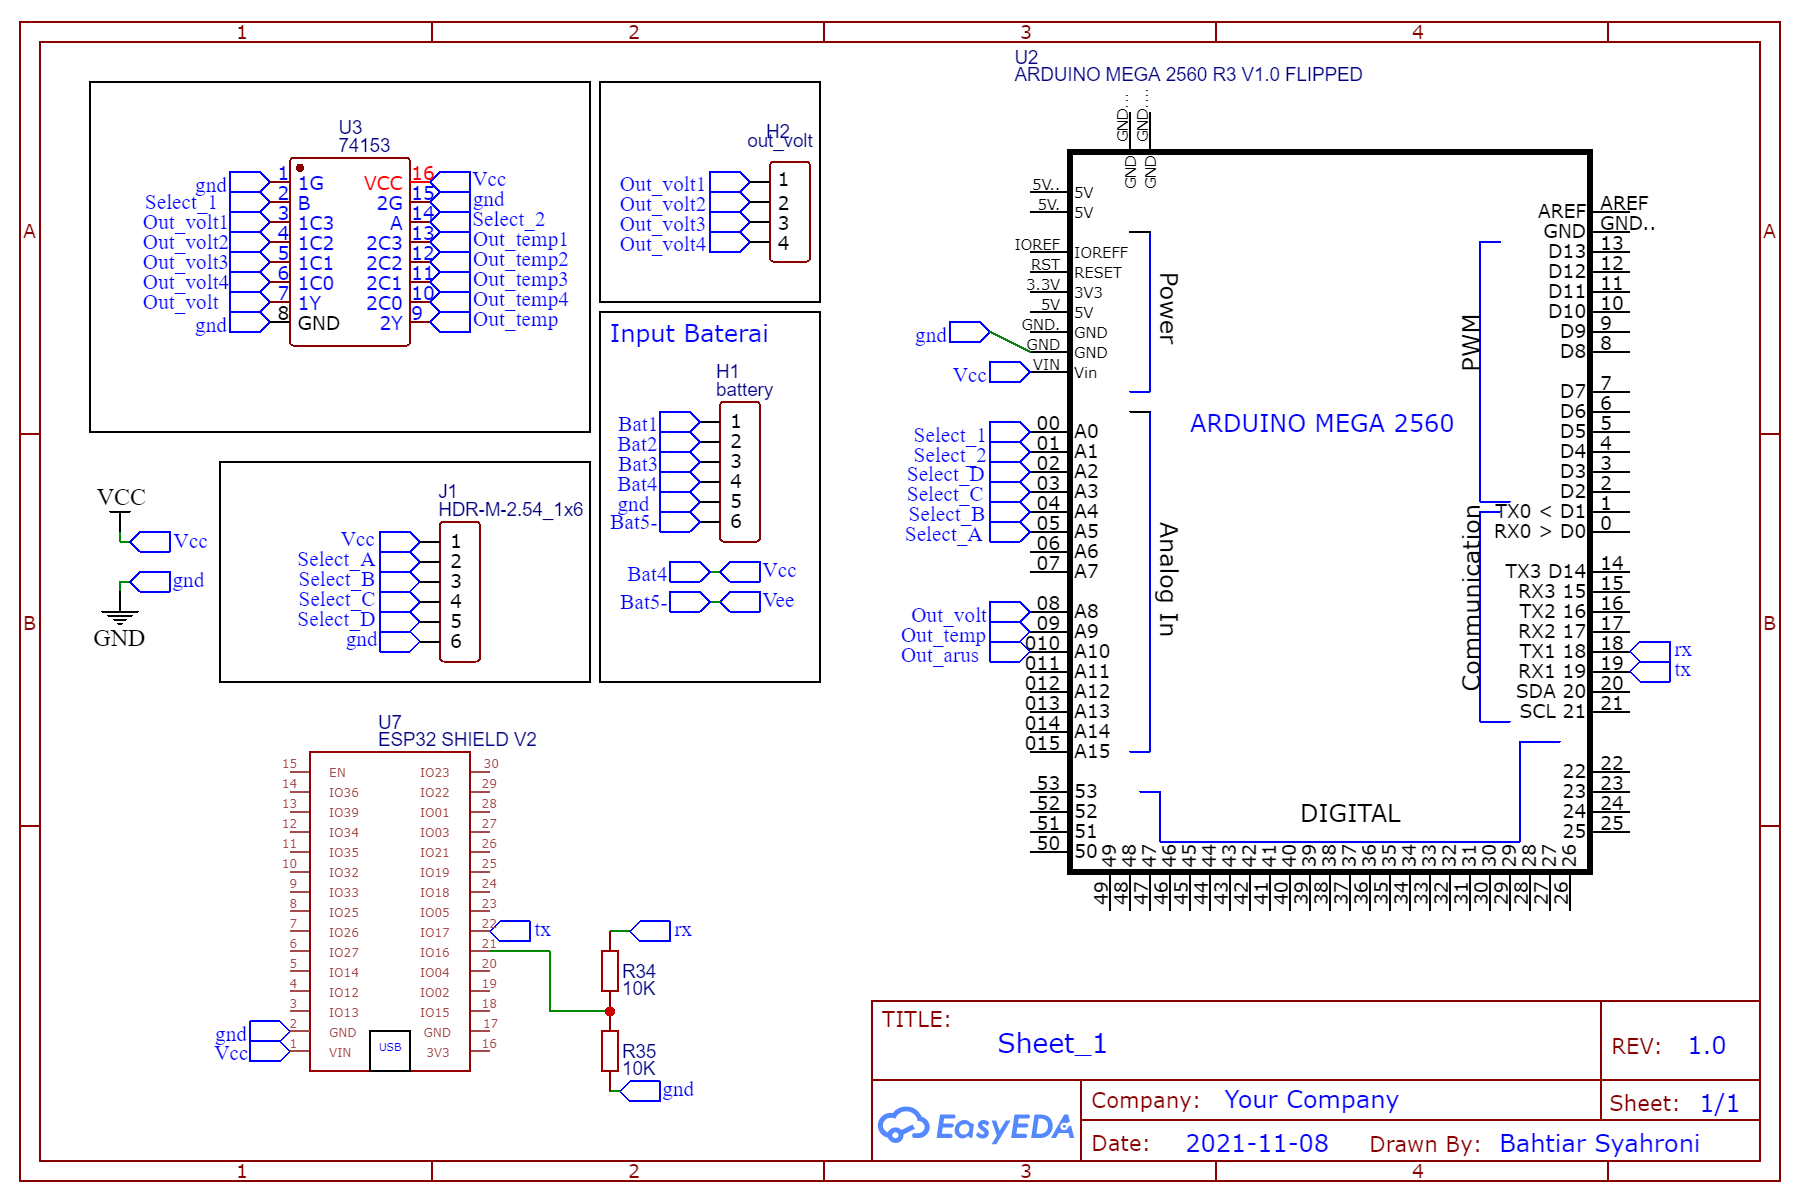 1 2 3 4
A
B
A
B
U3
74153
gnd 1 1G VCC 16 Vcc
Select_1 2 B 2G 15 gnd
Out_volt1 3 1C3 A 14 Select_2
Out_volt2 4 1C2 2C3 13 Out_temp1
Out_volt3 5 1C1 2C2 12 Out_temp2
Out_volt4 6 1C0 2C1 11 Out_temp3
Out_volt 7 1Y 2C0 10 Out_temp4
gnd 8 GND 2Y 9 Out_temp
H2
out_volt
Out_volt1 1
Out_volt2 2
Out_volt3 3
Out_volt4 4
Input Baterai
H1
battery
Bat1 1
Bat2 2
Bat3 3
Bat4 4
gnd 5
Bat5- 6
Bat4 Vcc
Bat5- Vee
VCC
Vcc
gnd
GND
J1
HDR-M-2.54_1x6
Vcc 1
Select_A 2
Select_B 3
Select_C 4
Select_D 5
gnd 6
U7
ESP32 SHIELD V2
15 EN IO23 30
14 IO36 IO22 29
13 IO39 IO01 28
12 IO34 IO03 27
11 IO35 IO21 26
10 IO32 IO19 25
9 IO33 IO18 24
8 IO25 IO05 23
7 IO26 IO17 22 tx
6 IO27 IO16 21
5 IO14 IO04 20
4 IO12 IO02 19
3 IO13 IO15 18
gnd 2 GND GND 17
Vcc 1 VIN 3V3 16
USB
rx
R34
10K
R35
10K
gnd
U2
ARDUINO MEGA 2560 R3 V1.0 FLIPPED
GND... GND...
GND GND
5V.. 5V
5V. 5V
IOREF IOREFF
RST RESET
3.3V 3V3
5V 5V
GND. GND
gnd GND GND
Vcc VIN Vin
Power
Select_1 00 A0
Select_2 01 A1
Select_D 02 A2
Select_C 03 A3
Select_B 04 A4
Select_A 05 A5
06 A6
07 A7
Out_volt 08 A8
Out_temp 09 A9
Out_arus 010 A10
011 A11
012 A12
013 A13
014 A14
015 A15
Analog In
53 53
52 52
51 51
50 50
ARDUINO MEGA 2560
AREF AREF
GND GND..
D13 13
D12 12
D11 11
D10 10
D9 9
D8 8
D7 7
D6 6
D5 5
D4 4
D3 3
D2 2
PWM
TX0 < D1 1
RX0 > D0 0
TX3 D14 14
RX3 15 15
TX2 16 16
RX2 17 17
TX1 18 18 rx
RX1 19 19 tx
SDA 20 20
SCL 21 21
Communication
22 22
23 23
24 24
25 25
DIGITAL
49 48 47 46 45 44 43 42 41 40 39 38 37 36 35 34 33 32 31 30 29 28 27 26
49 48 47 46 45 44 43 42 41 40 39 38 37 36 35 34 33 32 31 30 29 28 27 26
TITLE:
Sheet_1
REV: 1.0
EasyEDA
Company: Your Company
Sheet: 1/1
Date: 2021-11-08 Drawn By: Bahtiar Syahroni
1 2 3 4